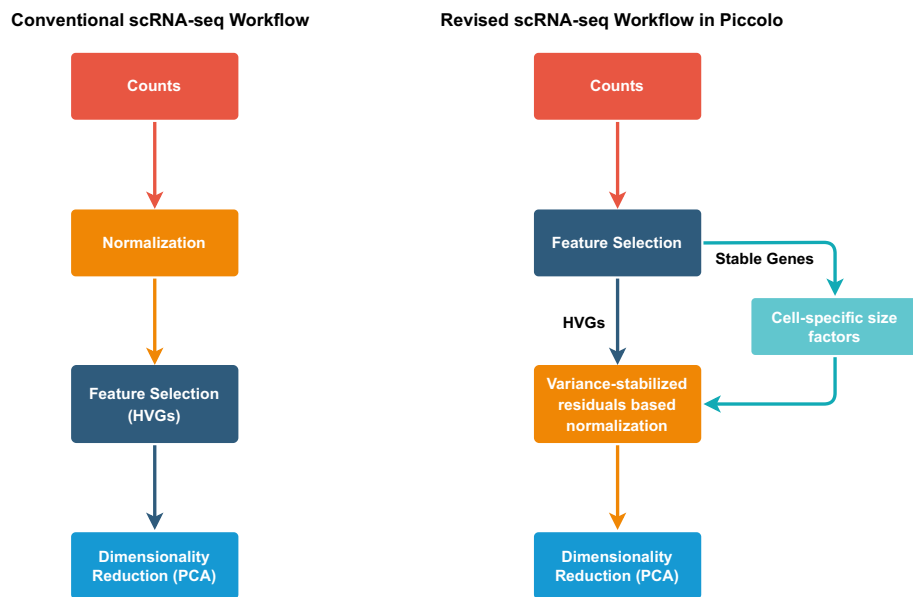 Conventional scRNA-seq Workflow
Counts
Normalization
Feature Selection
(HVGs)
Dimensionality
Reduction (PCA)
Revised scRNA-seq Workflow in Piccolo
Counts
Feature Selection
Stable Genes
Cell-specific size
factors
HVGs
Variance-stabilized
residuals based
normalization
Dimensionality
Reduction (PCA)